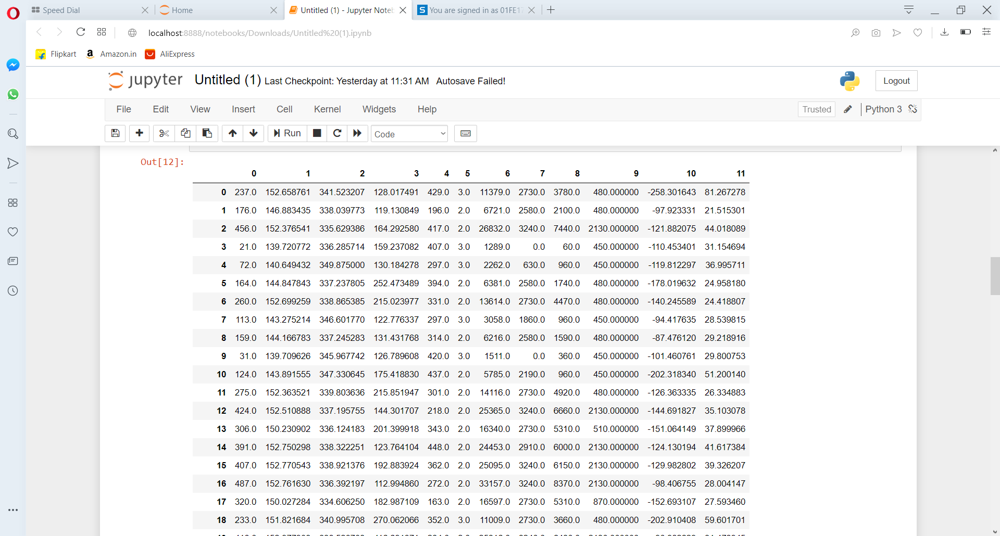 Speed Dial Home Untitled (1) - Jupyter Noteb You are signed in as 01FE17
localhost:8888/notebooks/Downloads/Untitled%20(1).ipynb
Flipkart Amazon.in AliExpress
jupyter Untitled (1) Last Checkpoint: Yesterday at 11:31 AM Autosave Failed! Logout
File Edit View Insert Cell Kernel Widgets Help Trusted Python 3
Run Code
Out[12]:
0 1 2 3 4 5 6 7 8 9 10 11
0 237.0 152.658761 341.523207 128.017491 429.0 3.0 11379.0 2730.0 3780.0 480.000000 -258.301643 81.267278
1 176.0 146.883435 338.039773 119.130849 196.0 2.0 6721.0 2580.0 2100.0 480.000000 -97.923331 21.515301
2 456.0 152.376541 335.629386 164.292580 417.0 2.0 26832.0 3240.0 7440.0 2130.000000 -121.882075 44.018089
3 21.0 139.720772 336.285714 159.237082 407.0 3.0 1289.0 0.0 60.0 450.000000 -110.453401 31.154694
4 72.0 140.649432 349.875000 130.184278 297.0 3.0 2262.0 630.0 960.0 450.000000 -119.812297 36.995711
5 164.0 144.847843 337.237805 252.473489 394.0 2.0 6381.0 2580.0 1740.0 480.000000 -178.019632 24.958180
6 260.0 152.699259 338.865385 215.023977 331.0 2.0 13614.0 2730.0 4470.0 480.000000 -140.245589 24.418807
7 113.0 143.275214 346.601770 122.776337 297.0 3.0 3058.0 1860.0 960.0 450.000000 -94.417635 28.539815
8 159.0 144.166783 337.245283 131.431768 314.0 2.0 6216.0 2580.0 1590.0 480.000000 -87.476120 29.218916
9 31.0 139.709626 345.967742 126.789608 420.0 3.0 1511.0 0.0 360.0 450.000000 -101.460761 29.800753
10 124.0 143.891555 347.330645 175.418830 437.0 2.0 5785.0 2190.0 960.0 450.000000 -202.318340 51.200140
11 275.0 152.363521 339.803636 215.851947 301.0 2.0 14116.0 2730.0 4920.0 480.000000 -126.363335 26.334883
12 424.0 152.510888 337.195755 144.301707 218.0 2.0 25365.0 3240.0 6660.0 2130.000000 -144.691827 35.103078
13 306.0 150.230902 336.124183 201.399918 343.0 2.0 16340.0 2730.0 5310.0 510.000000 -151.064149 37.899966
14 391.0 152.750298 338.322251 123.764104 448.0 2.0 24453.0 2910.0 6000.0 2130.000000 -124.130194 41.617384
15 407.0 152.770543 338.921376 192.883924 362.0 2.0 25095.0 3240.0 6150.0 2130.000000 -129.982802 39.326207
16 487.0 152.761630 336.392197 112.994860 272.0 2.0 33157.0 3240.0 8370.0 2130.000000 -98.406755 28.004147
17 320.0 150.027284 334.606250 182.987109 163.0 2.0 16597.0 2730.0 5310.0 870.000000 -152.693107 27.593460
18 233.0 151.821684 340.995708 270.062066 352.0 3.0 11009.0 2730.0 3660.0 480.000000 -202.910408 59.601701